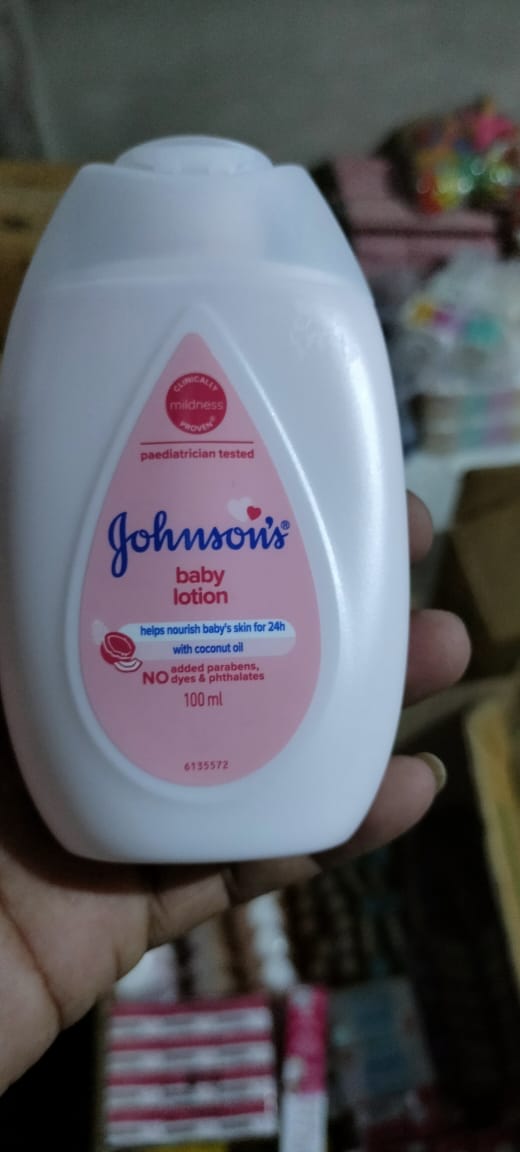 CLINICALLY
mildness
PROVEN®
paediatrician tested
Johnson's®
baby
lotion
helps nourish baby's skin for 24h
with coconut oil
NO added parabens,
dyes & phthalates
100 ml
6135572